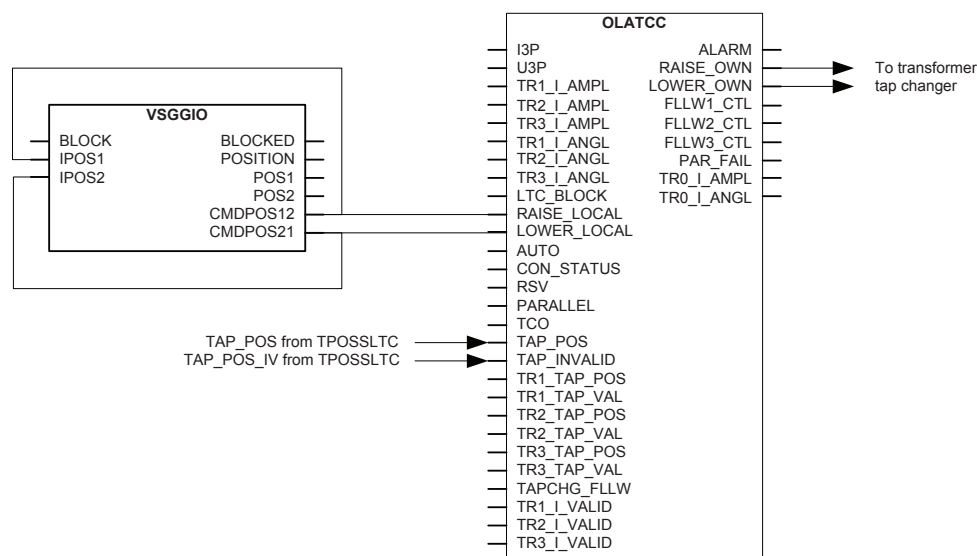 OLATCC
I3P
U3P
TR1_I_AMPL
TR2_I_AMPL
TR3_I_AMPL
TR1_I_ANGL
TR2_I_ANGL
TR3_I_ANGL
LTC_BLOCK
RAISE_LOCAL
LOWER_LOCAL
AUTO
CON_STATUS
RSV
PARALLEL
TCO
TAP_POS
TAP_INVALID
TR1_TAP_POS
TR1_TAP_VAL
TR2_TAP_POS
TR2_TAP_VAL
TR3_TAP_POS
TR3_TAP_VAL
TAPCHG_FLLW
TR1_I_VALID
TR2_I_VALID
TR3_I_VALID
ALARM
RAISE_OWN
LOWER_OWN
FLLW1_CTL
FLLW2_CTL
FLLW3_CTL
PAR_FAIL
TR0_I_AMPL
TR0_I_ANGL
To transformer
tap changer
VSGGIO
BLOCK
IPOS1
IPOS2
BLOCKED
POSITION
POS1
POS2
CMDPOS12
CMDPOS21
TAP_POS from TPOSSLTC
TAP_POS_IV from TPOSSLTC